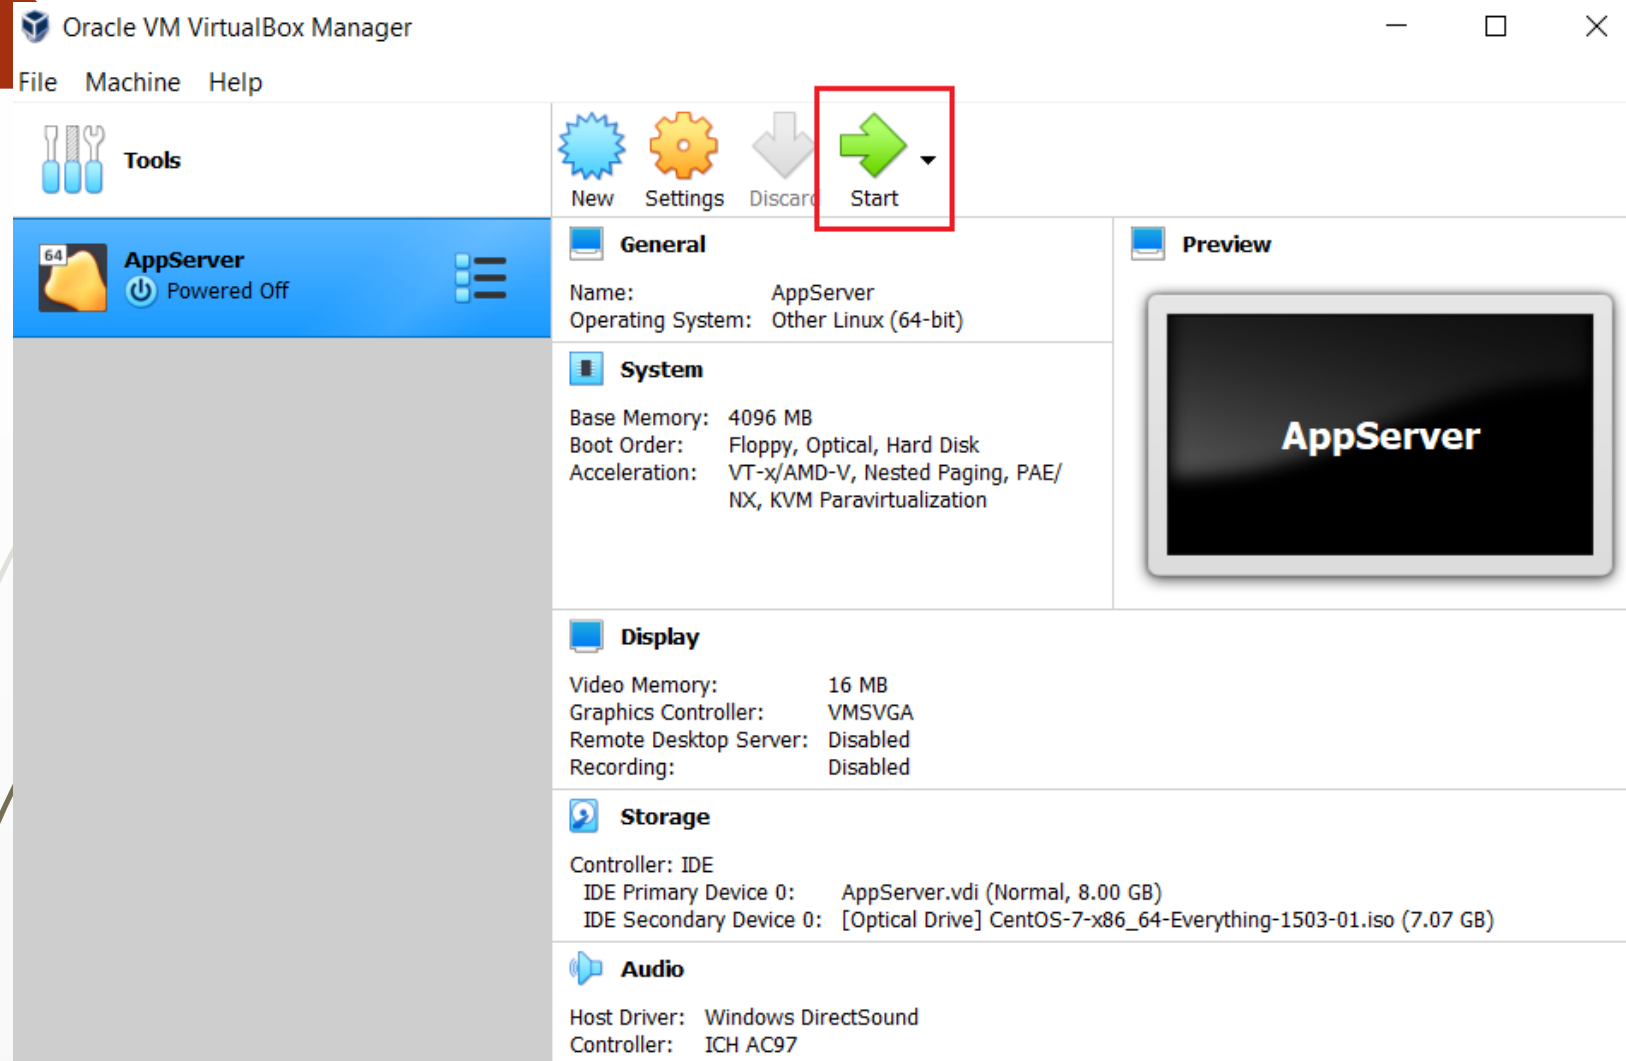 Oracle VM VirtualBox Manager
File Machine Help
Tools
New Settings Discard Start
64
AppServer
Powered Off
General
Name: AppServer
Operating System: Other Linux (64-bit)
Preview
AppServer
System
Base Memory: 4096 MB
Boot Order: Floppy, Optical, Hard Disk
Acceleration: VT-x/AMD-V, Nested Paging, PAE/
NX, KVM Paravirtualization
Display
Video Memory: 16 MB
Graphics Controller: VMSVGA
Remote Desktop Server: Disabled
Recording: Disabled
Storage
Controller: IDE
IDE Primary Device 0: AppServer.vdi (Normal, 8.00 GB)
IDE Secondary Device 0: [Optical Drive] CentOS-7-x86_64-Everything-1503-01.iso (7.07 GB)
Audio
Host Driver: Windows DirectSound
Controller: ICH AC97